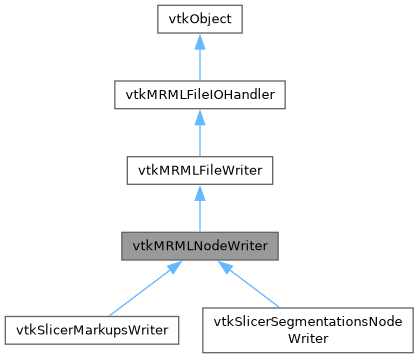 vtkObject
vtkMRMLFileIOHandler
vtkMRMLFileWriter
vtkMRMLNodeWriter
vtkSlicerMarkupsWriter
vtkSlicerSegmentationsNode
Writer